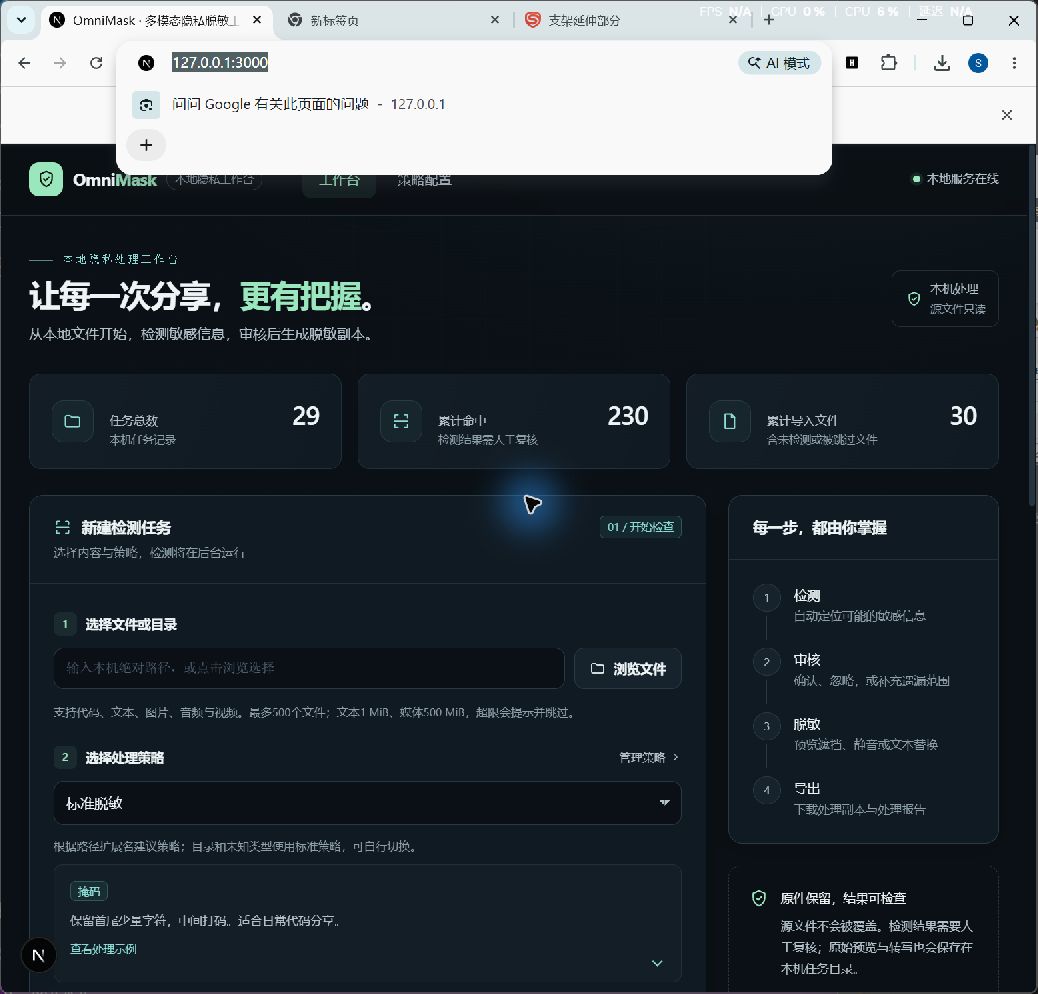 OmniMask · 多模态隐私脱敏工
新标签页
支架延伸部分
FPS N/A CPU 0% CPU 6% 延迟 N/A
127.0.0.1:3000
AI 模式
问问 Google 有关此页面的问题 - 127.0.0.1
OmniMask
本地隐私工作台
工作台
策略配置
本地服务在线
本地隐私处理工作台
让每一次分享，更有把握。
从本地文件开始，检测敏感信息，审核后生成脱敏副本。
本机处理
源文件只读
任务总数
本机任务记录
29
累计命中
检测结果需人工复核
230
累计导入文件
含未检测或被跳过文件
30
新建检测任务
选择内容与策略，检测将在后台运行
01 / 开始检查
1 选择文件或目录
输入本机绝对路径，或点击浏览选择
浏览文件
支持代码、文本、图片、音频与视频。最多500个文件；文本1 MiB、媒体500 MiB，超限会提示并跳过。
2 选择处理策略
管理策略
标准脱敏
根据路径扩展名建议策略；目录和未知类型使用标准策略，可自行切换。
掩码
保留首尾少量字符，中间打码。适合日常代码分享。
查看处理示例
每一步，都由你掌握
1 检测
自动定位可能的敏感信息
2 审核
确认、忽略，或补充遗漏范围
3 脱敏
预览遮挡、静音或文本替换
4 导出
下载处理副本与处理报告
原件保留，结果可检查
源文件不会被覆盖。检测结果需要人
工复核；原始预览与转写也会保存在
本机任务目录。